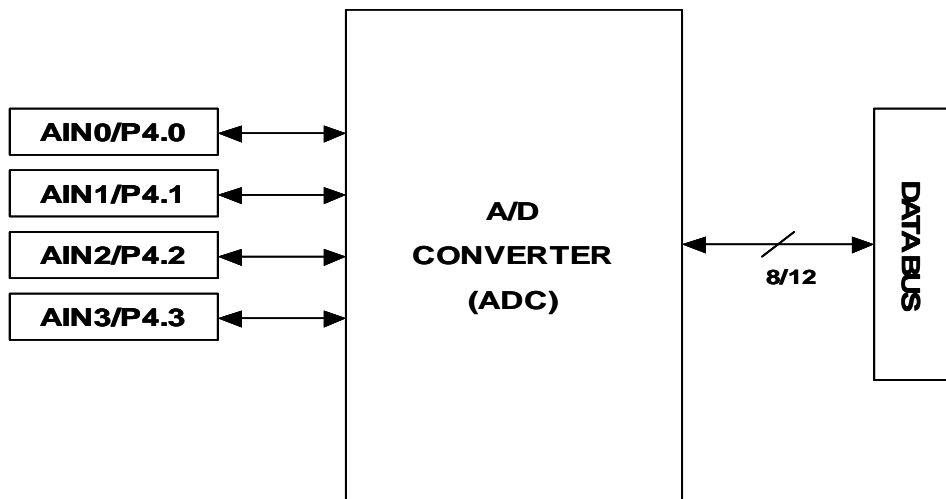 AIN0/P4.0
AIN1/P4.1
AIN2/P4.2
AIN3/P4.3
A/D
CONVERTER
(ADC)
8/12
DATA BUS